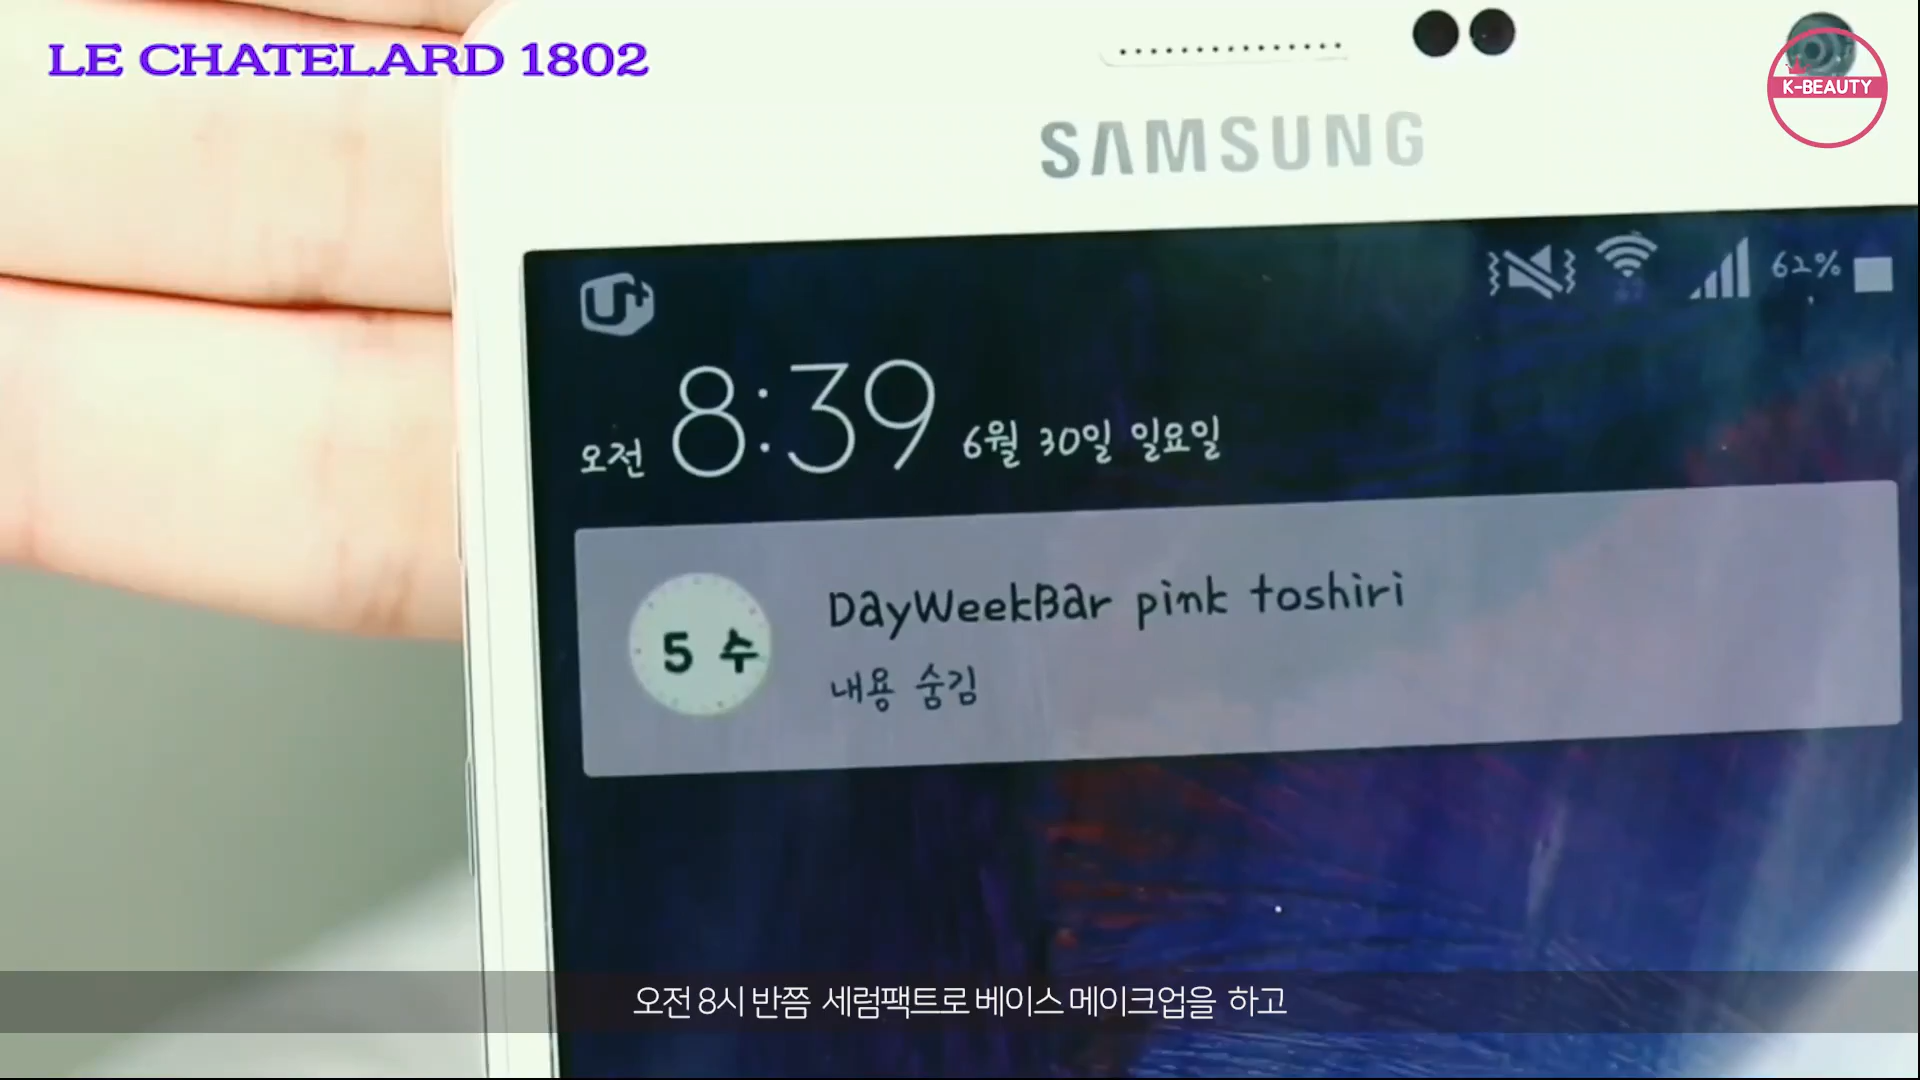 LE CHATELARD 1802
K-BEAUTY
SAMSUNG
U+
62%
오전 8:39 6월 30일 일요일
5 수
DayWeekBar pink toshiri
내용 숨김
오전 8시 반쯤 세럼팩트로 베이스 메이크업을 하고